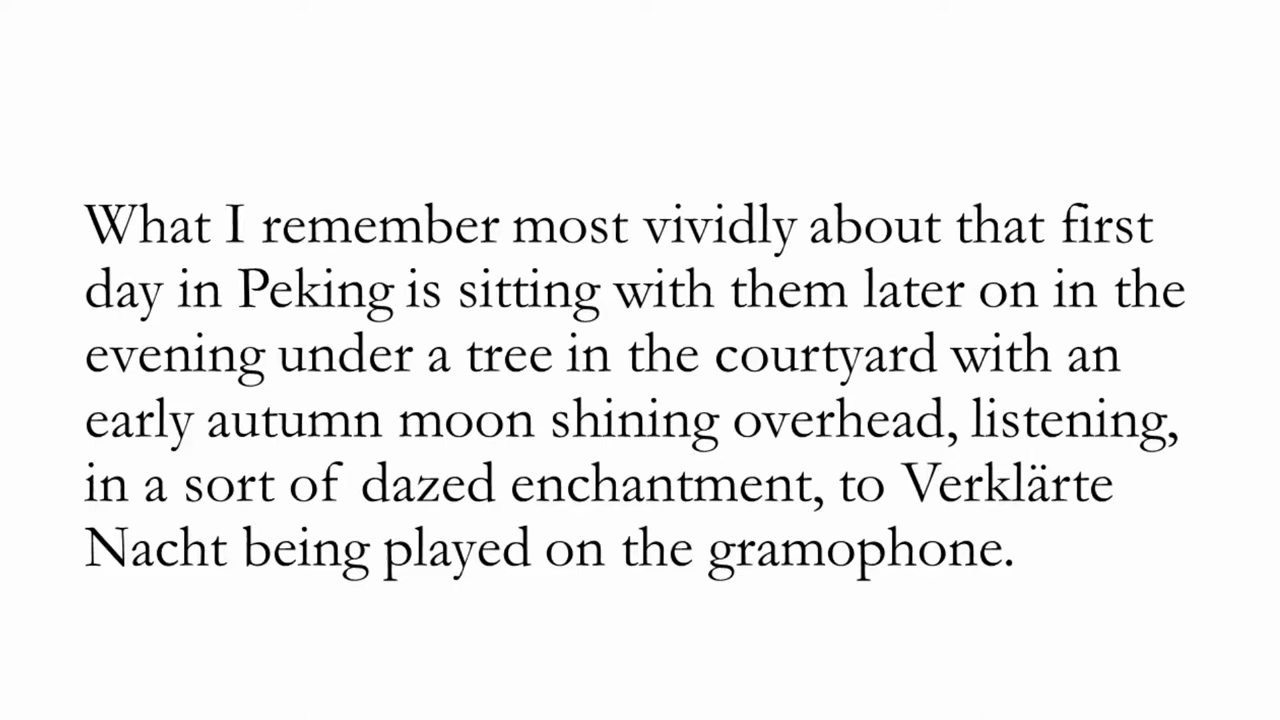 What I remember most vividly about that first
day in Peking is sitting with them later on in the
evening under a tree in the courtyard with an
early autumn moon shining overhead, listening,
in a sort of dazed enchantment, to Verklärte
Nacht being played on the gramophone.